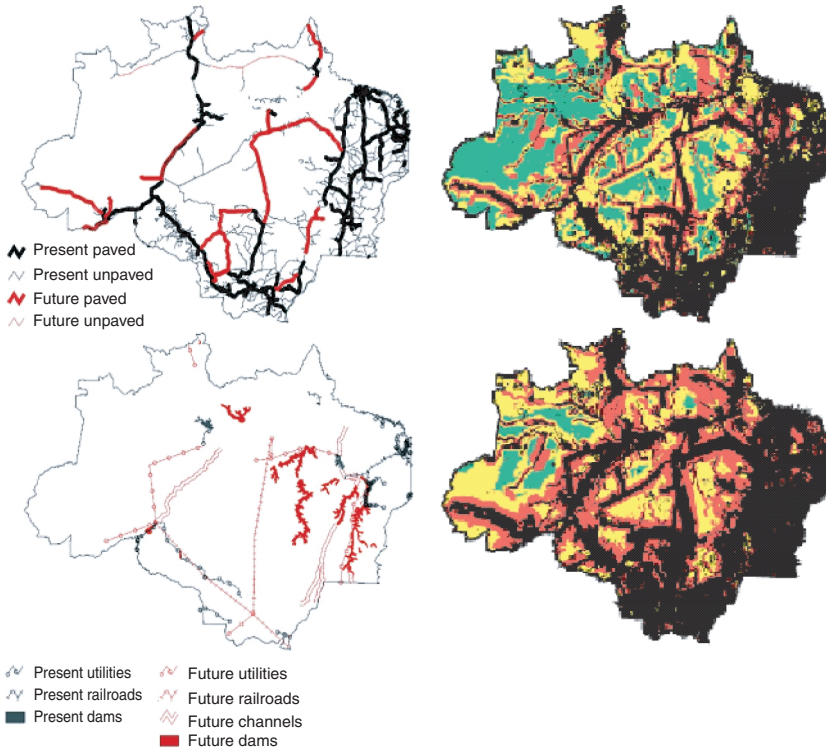 Present paved
Present unpaved
Future paved
Future unpaved
Present utilities
Present railroads
Present dams
Future utilities
Future railroads
Future channels
Future dams